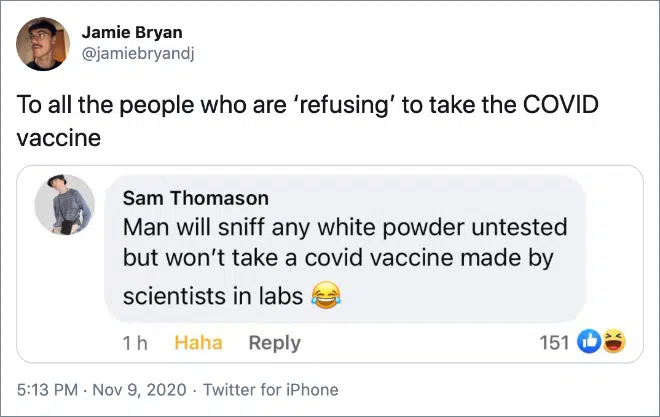 Jamie Bryan
@jamiebryandj
To all the people who are ‘refusing’ to take the COVID
vaccine
Sam Thomason
Man will sniff any white powder untested
but won’t take a covid vaccine made by
scientists in labs 😂
1 h Haha Reply 151 👍😆
5:13 PM · Nov 9, 2020 · Twitter for iPhone